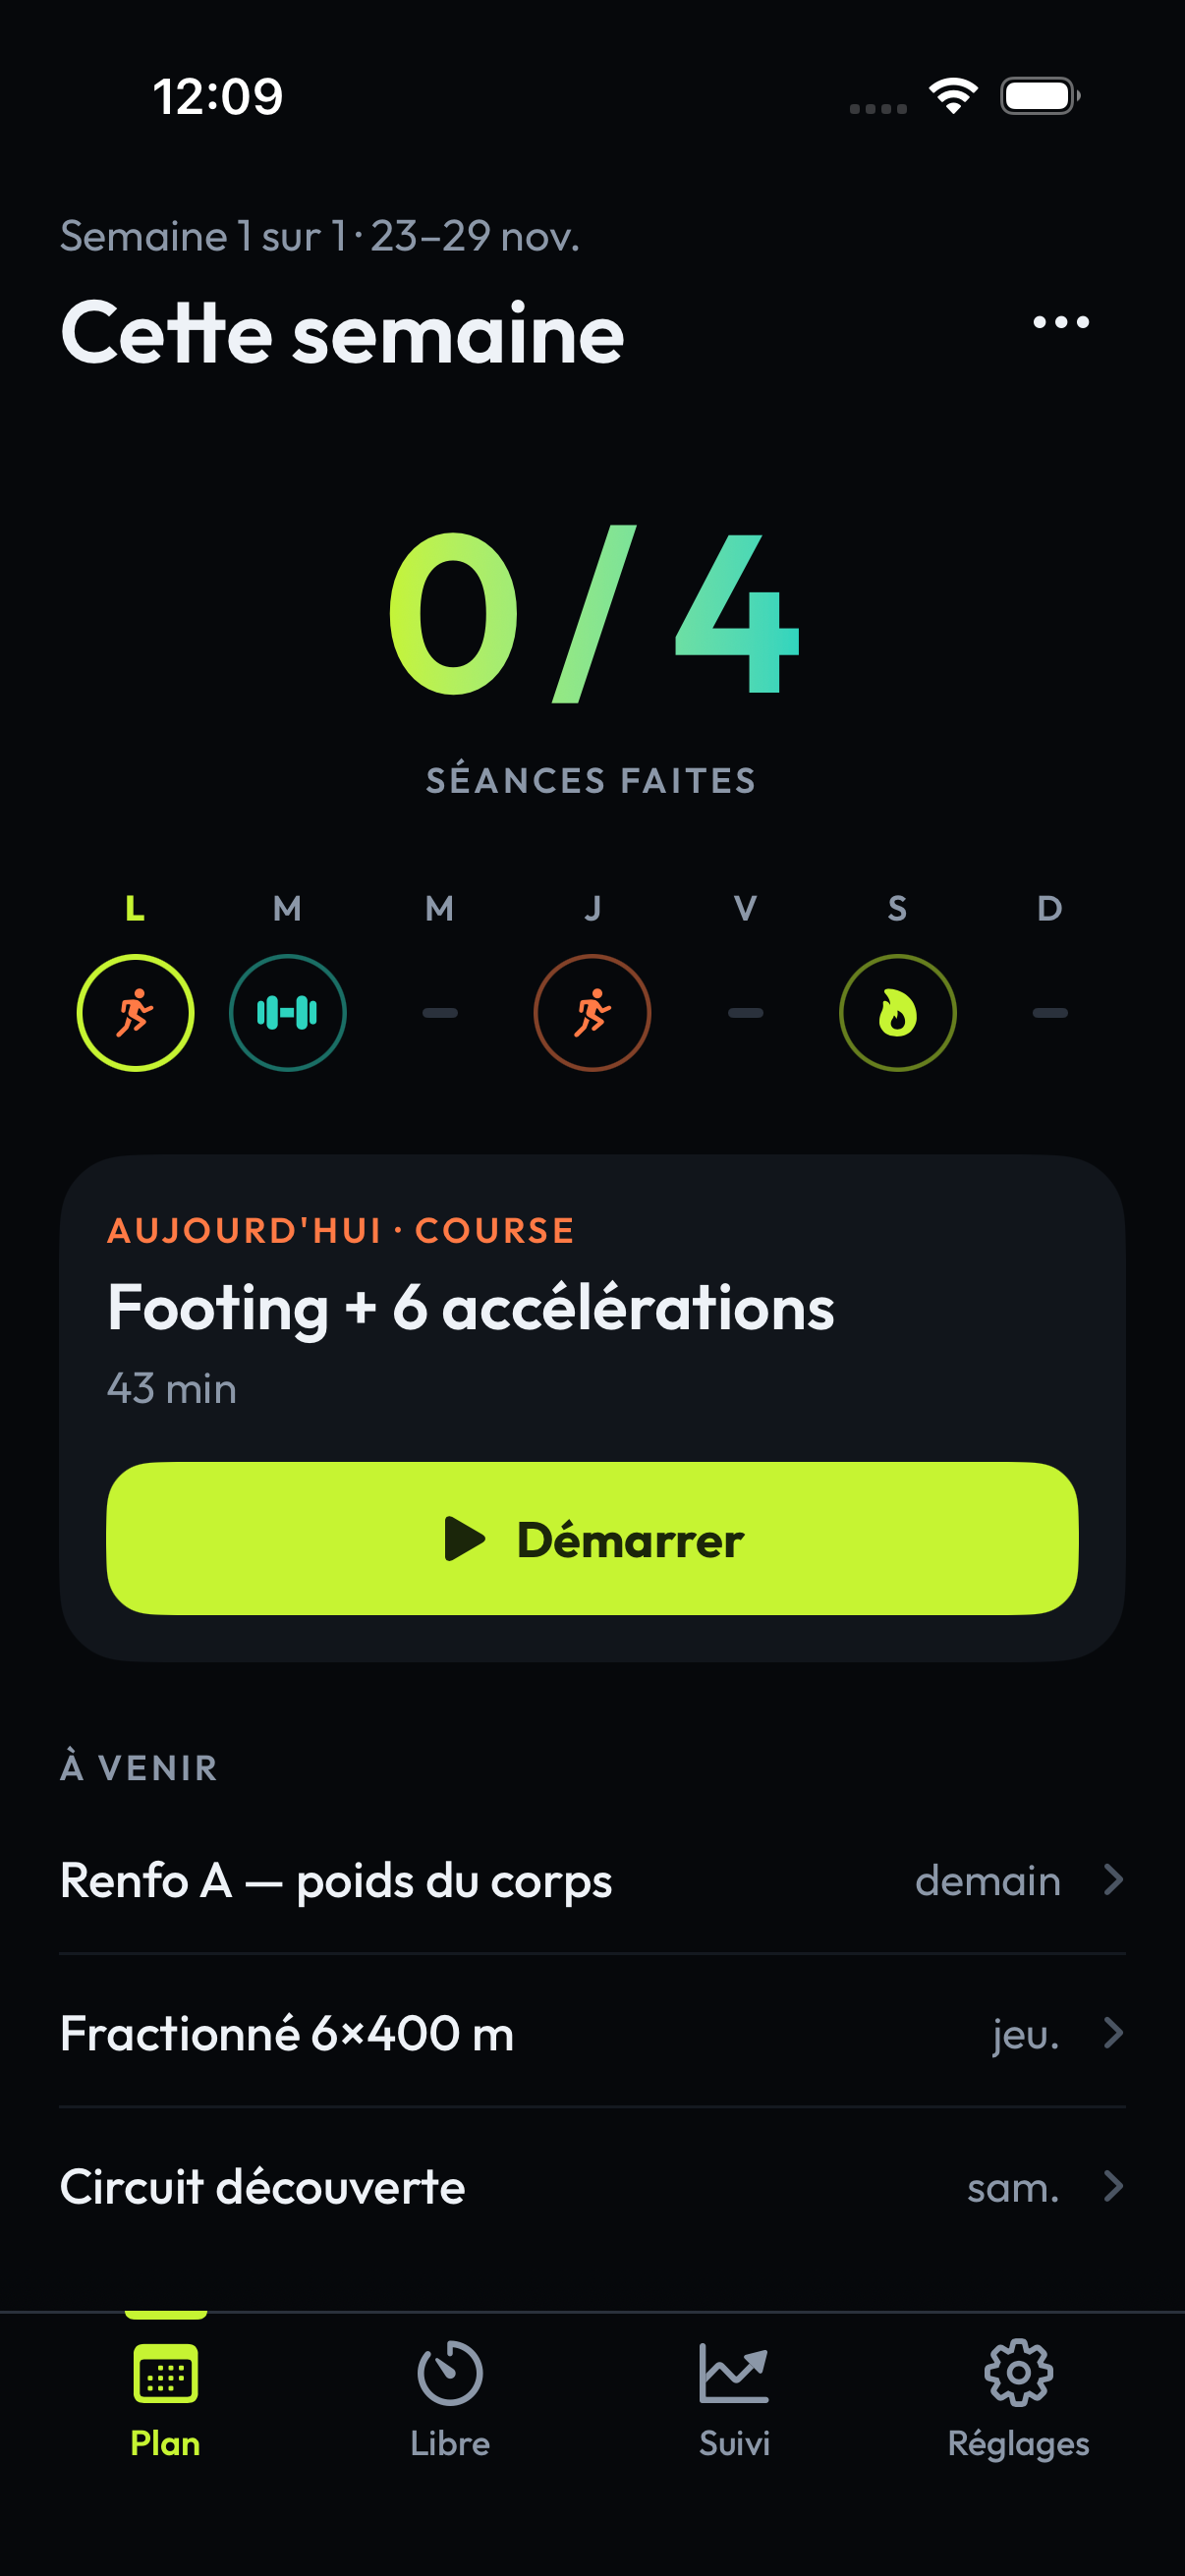 12:09
Semaine 1 sur 1 · 23–29 nov.
Cette semaine
0/4
SÉANCES FAITES
L M M J V S D
AUJOURD'HUI · COURSE
Footing + 6 accélérations
43 min
Démarrer
À VENIR
Renfo A — poids du corps demain
Fractionné 6×400 m jeu.
Circuit découverte sam.
Plan Libre Suivi Réglages